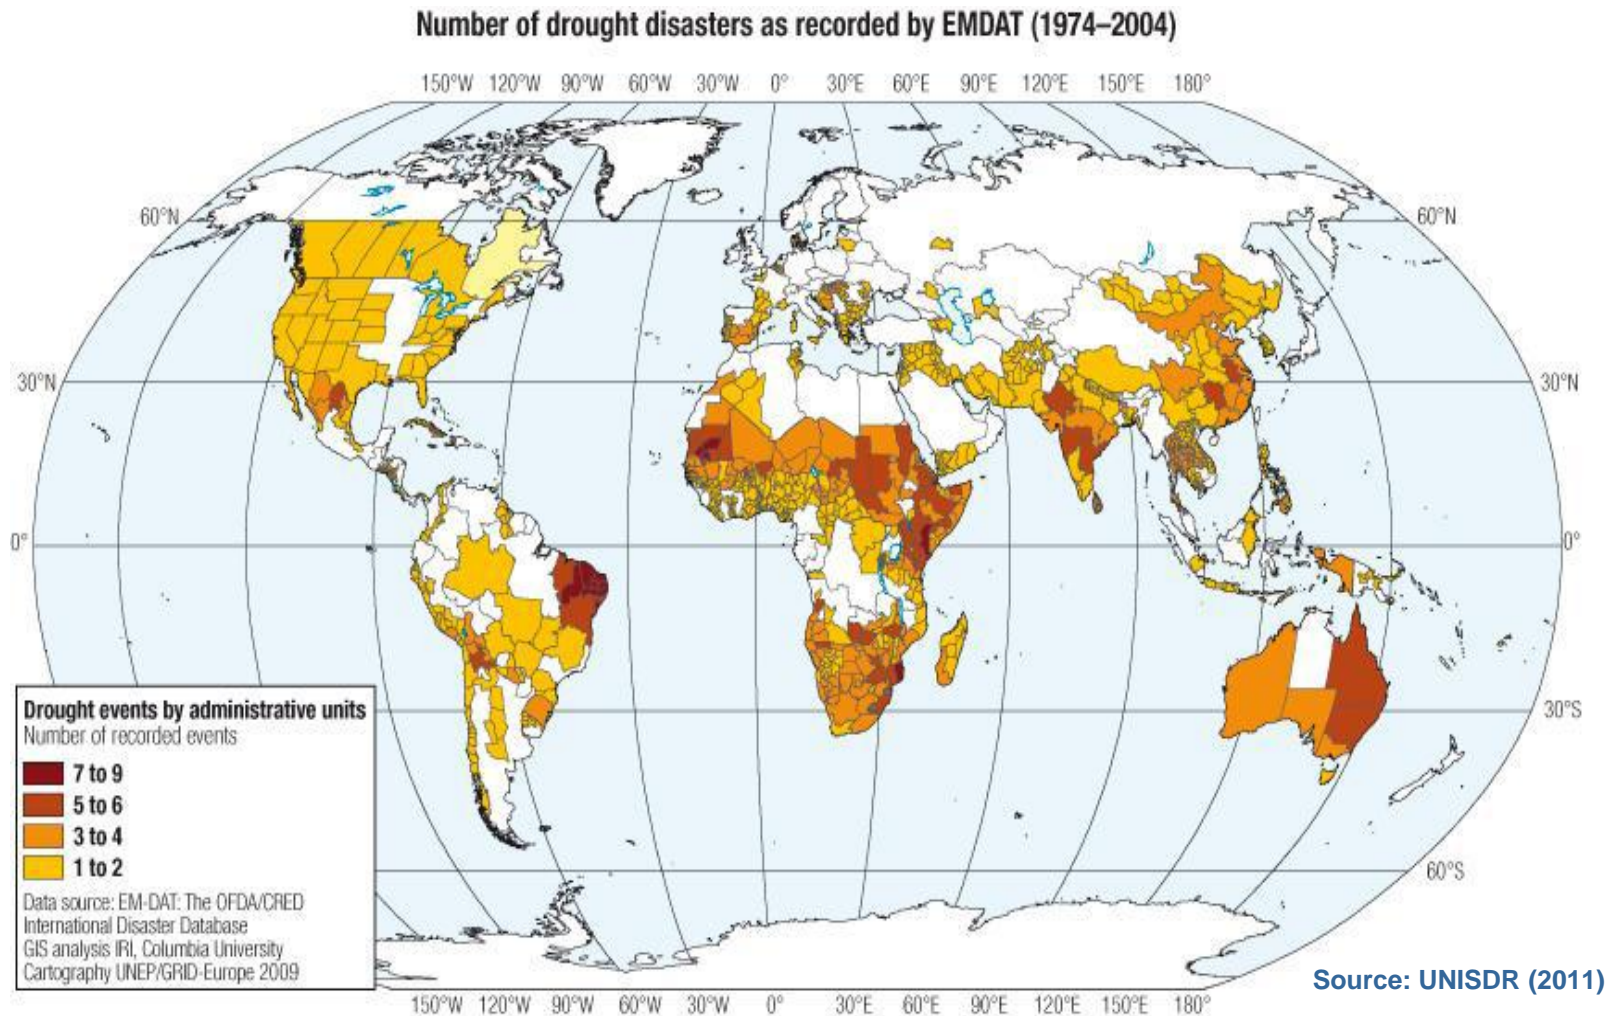 Number of drought disasters as recorded by EMDAT (1974–2004)
150°W 120°W 90°W 60°W 30°W 0° 30°E 60°E 90°E 120°E 150°E 180°
60°N 60°N
30°N 30°N
0° 0°
30°S
60°S
Drought events by administrative units
Number of recorded events
7 to 9
5 to 6
3 to 4
1 to 2
Data source: EM-DAT: The OFDA/CRED
International Disaster Database
GIS analysis IRI, Columbia University
Cartography UNEP/GRID-Europe 2009
Source: UNISDR (2011)
150°W 120°W 90°W 60°W 30°W 0° 30°E 60°E 90°E 120°E 150°E 180°